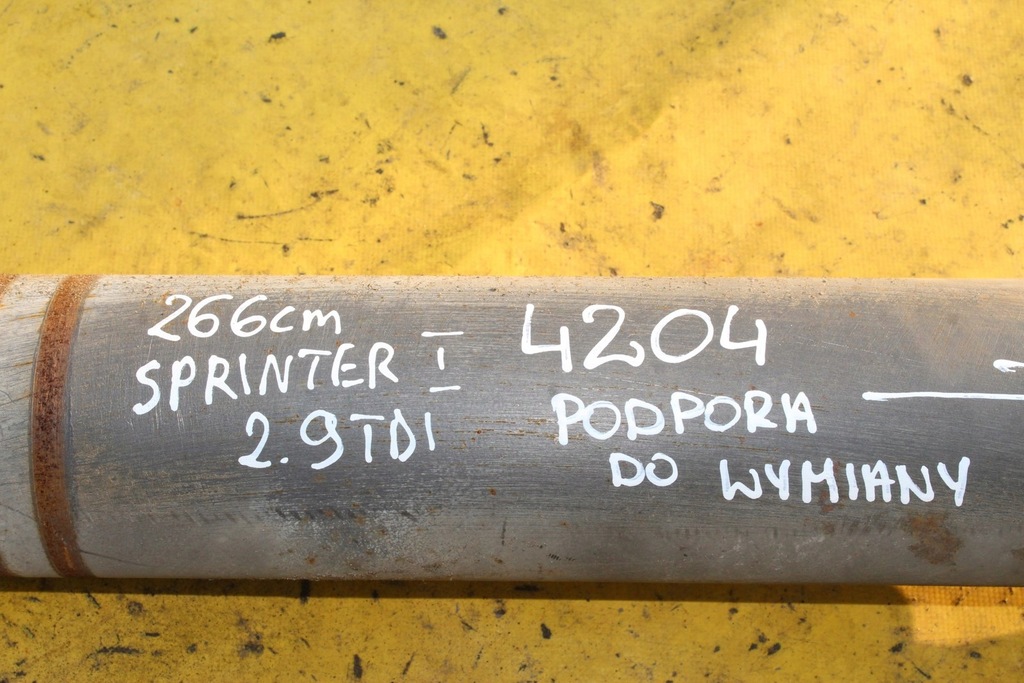 266cm
SPRINTER I
2.9TDI
4204
PODPORA
DO WYMIANY